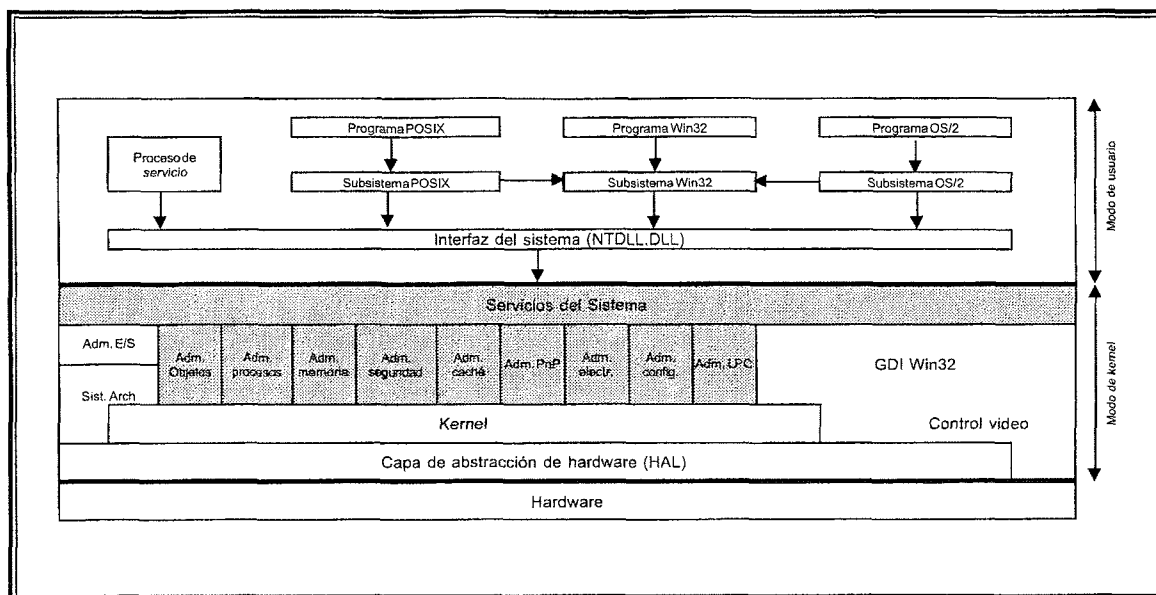 Programa POSIX
Programa Win32
Programa OS/2
Proceso de
servicio
Subsistema POSIX
Subsistema Win32
Subsistema OS/2
Interfaz del sistema (NTDLL.DLL)
Modo de usuario
Servicios del Sistema
Adm. E/S
Sist. Arch
Adm.
Objetos
Adm.
procesos
Adm.
memoria
Adm.
seguridad
Adm.
caché
Adm. PnP
Adm.
electr.
Adm.
config.
Adm. LPC
GDI Win32
Kernel
Control video
Capa de abstracción de hardware (HAL)
Modo de kernel
Hardware